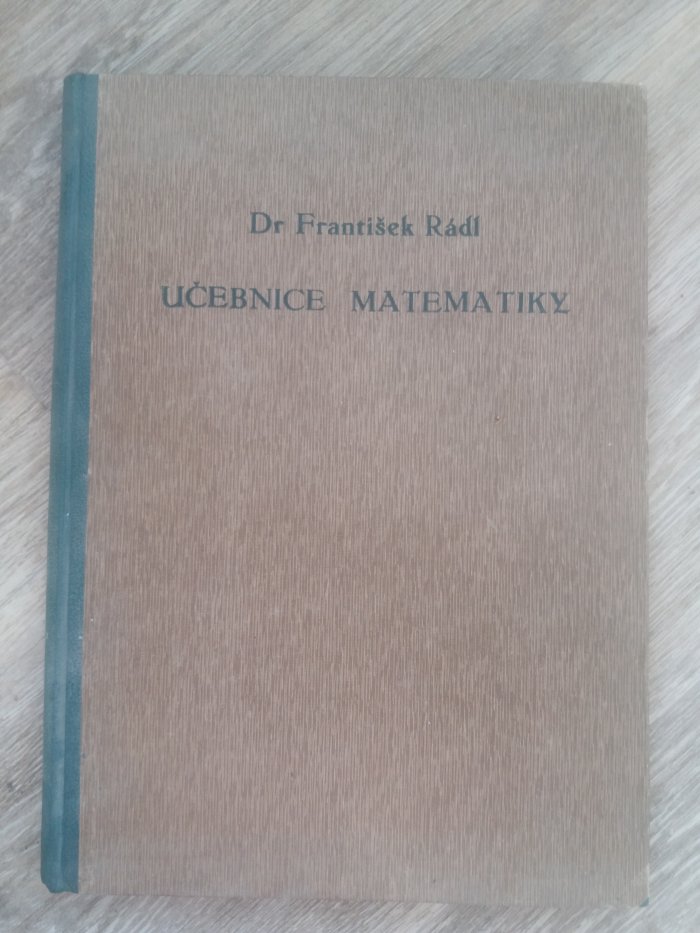 Dr František Rádl
UČEBNICE MATEMATIKY